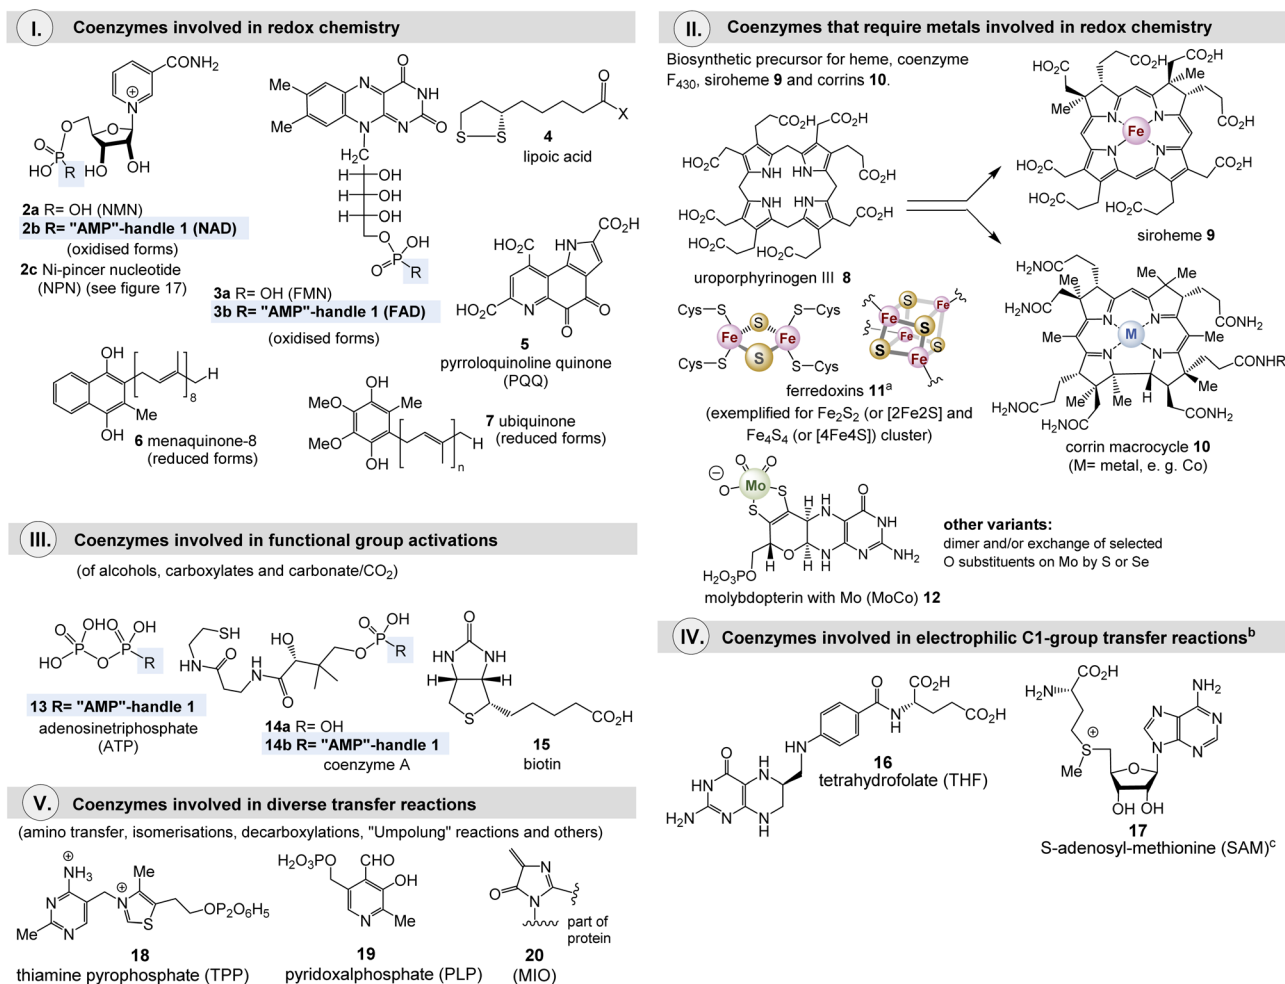 I. Coenzymes involved in redox chemistry
CONH2
N
+
O
O
O
P
HO
R
HO
OH
2a R= OH (NMN)
2b R= "AMP"-handle 1 (NAD)
(oxidised forms)
2c Ni-pincer nucleotide
(NPN) (see figure 17)
Me
Me
N
O
NH
N
N
O
H2C
H
OH
H
OH
H
OH
O
OH
P
O
R
3a R= OH (FMN)
3b R= "AMP"-handle 1 (FAD)
(oxidised forms)
O
X
S
S
4
lipoic acid
CO2H
HO2C
HN
HO2C
N
O
O
5
pyrroloquinoline quinone
(PQQ)
OH
H
8
Me
OH
6 menaquinone-8
(reduced forms)
OH
MeO
Me
MeO
H
n
OH
7 ubiquinone
(reduced forms)
II. Coenzymes that require metals involved in redox chemistry
Biosynthetic precursor for heme, coenzyme
F430, siroheme 9 and corrins 10.
CO2H
CO2H
HO2C
NH
HN
CO2H
NH
HN
HO2C
CO2H
HO2C
CO2H
uroporphyrinogen III 8
CO2H
CO2H
HO2C
Me
Me
N
N
Fe
CO2H
N
N
HO2C
CO2H
HO2C
CO2H
siroheme 9
Cys
S
S
Cys
S
Fe
Fe
S
Cys
S
S
Cys
S
Fe
Fe
S
Fe
S
S
Fe
ferredoxins 11a
(exemplified for Fe2S2 (or [2Fe2S] and
Fe4S4 (or [4Fe4S]) cluster)
H2NOC
Me
Me
Me
H2NOC
N
N
CONH2
Me
M
Me
N
N
CONHR
Me
Me
Me
H
H2NOC
H2NOC
CONH2
corrin macrocycle 10
(M= metal, e. g. Co)
O
O
−
O
Mo
S
S
H
H
N
O
NH
O
H
H
N
H
N
NH2
H2O3PO
molybdopterin with Mo (MoCo) 12
other variants:
dimer and/or exchange of selected
O substituents on Mo by S or Se
III. Coenzymes involved in functional group activations
(of alcohols, carboxylates and carbonate/CO2)
O
OH
O
OH
P
P
HO
O
R
13 R= "AMP"-handle 1
adenosinetriphosphate
(ATP)
SH
HN
O
H
N
O
HO
O
OH
P
O
R
14a R= OH
14b R= "AMP"-handle 1
coenzyme A
O
HN
NH
H
H
S
CO2H
15
biotin
IV. Coenzymes involved in electrophilic C1-group transfer reactionsb
O
CO2H
N
H
CO2H
HN
O
H
N
HN
H2N
N
N
H
16
tetrahydrofolate (THF)
CO2H
H2N
+
S
Me
O
OH
OH
NH2
N
N
N
N
17
S-adenosyl-methionine (SAM)c
V. Coenzymes involved in diverse transfer reactions
(amino transfer, isomerisations, decarboxylations, "Umpolung" reactions and others)
+
NH3
Me
+
N
N
OP2O6H5
Me
N
S
18
thiamine pyrophosphate (TPP)
H2O3PO
CHO
OH
N
Me
19
pyridoxalphosphate (PLP)
N
O
N
part of
protein
20
(MIO)